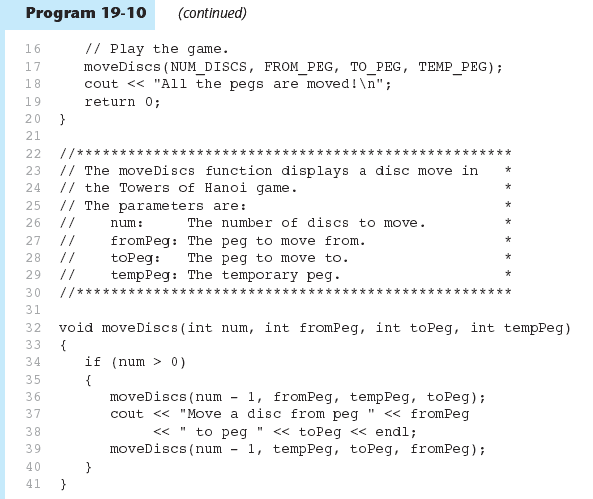 Program 19-10 (continued)
16 // Play the game.
17 moveDiscs(NUM_DISCS, FROM_PEG, TO_PEG, TEMP_PEG);
18 cout << "All the pegs are moved!\n";
19 return 0;
20 }
21
22 //***************************************************
23 // The moveDiscs function displays a disc move in *
24 // the Towers of Hanoi game. *
25 // The parameters are: *
26 // num: The number of discs to move. *
27 // fromPeg: The peg to move from. *
28 // toPeg: The peg to move to. *
29 // tempPeg: The temporary peg. *
30 //***************************************************
31
32 void moveDiscs(int num, int fromPeg, int toPeg, int tempPeg)
33 {
34 if (num > 0)
35 {
36 moveDiscs(num - 1, fromPeg, tempPeg, toPeg);
37 cout << "Move a disc from peg " << fromPeg
38 << " to peg " << toPeg << endl;
39 moveDiscs(num - 1, tempPeg, toPeg, fromPeg);
40 }
41 }